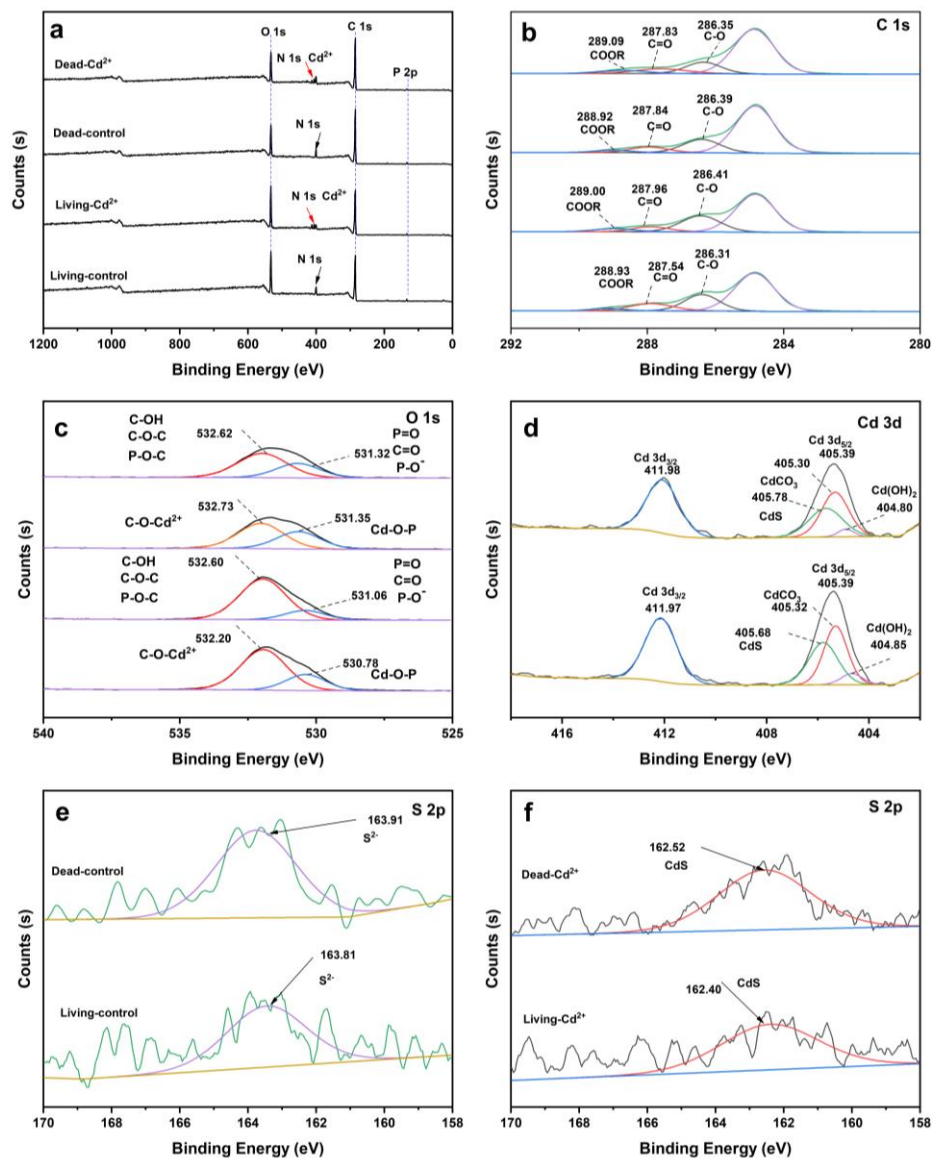 a
O 1s
C 1s
N 1s Cd²⁺
P 2p
Dead-Cd²⁺
N 1s
Dead-control
N 1s Cd²⁺
Living-Cd²⁺
N 1s
Living-control
Counts (s)
1200 1000 800 600 400 200 0
Binding Energy (eV)
b
C 1s
289.09
COOR
287.83
C=O
286.35
C-O
288.92
COOR
287.84
C=O
286.39
C-O
289.00
COOR
287.96
C=O
286.41
C-O
288.93
COOR
287.54
C=O
286.31
C-O
Counts (s)
292 288 284 280
Binding Energy (eV)
c
O 1s
C-OH
C-O-C
P-O-C
532.62
531.32
P=O
C=O
P-O⁻
C-O-Cd²⁺
532.73
531.35
Cd-O-P
C-OH
C-O-C
P-O-C
532.60
531.06
P=O
C=O
P-O⁻
C-O-Cd²⁺
532.20
530.78
Cd-O-P
Counts (s)
540 535 530 525
Binding Energy (eV)
d
Cd 3d
Cd 3d₃/₂
411.98
Cd 3d₅/₂
405.39
405.30
CdCO₃
405.78
CdS
Cd(OH)₂
404.80
Cd 3d₃/₂
411.97
Cd 3d₅/₂
405.39
CdCO₃
405.32
405.68
CdS
Cd(OH)₂
404.85
Counts (s)
416 412 408 404
Binding Energy (eV)
e
S 2p
163.91
S²⁻
Dead-control
163.81
S²⁻
Living-control
Counts (s)
170 168 166 164 162 160 158
Binding Energy (eV)
f
S 2p
162.52
CdS
Dead-Cd²⁺
CdS
162.40
Living-Cd²⁺
Counts (s)
170 168 166 164 162 160 158
Binding Energy (eV)